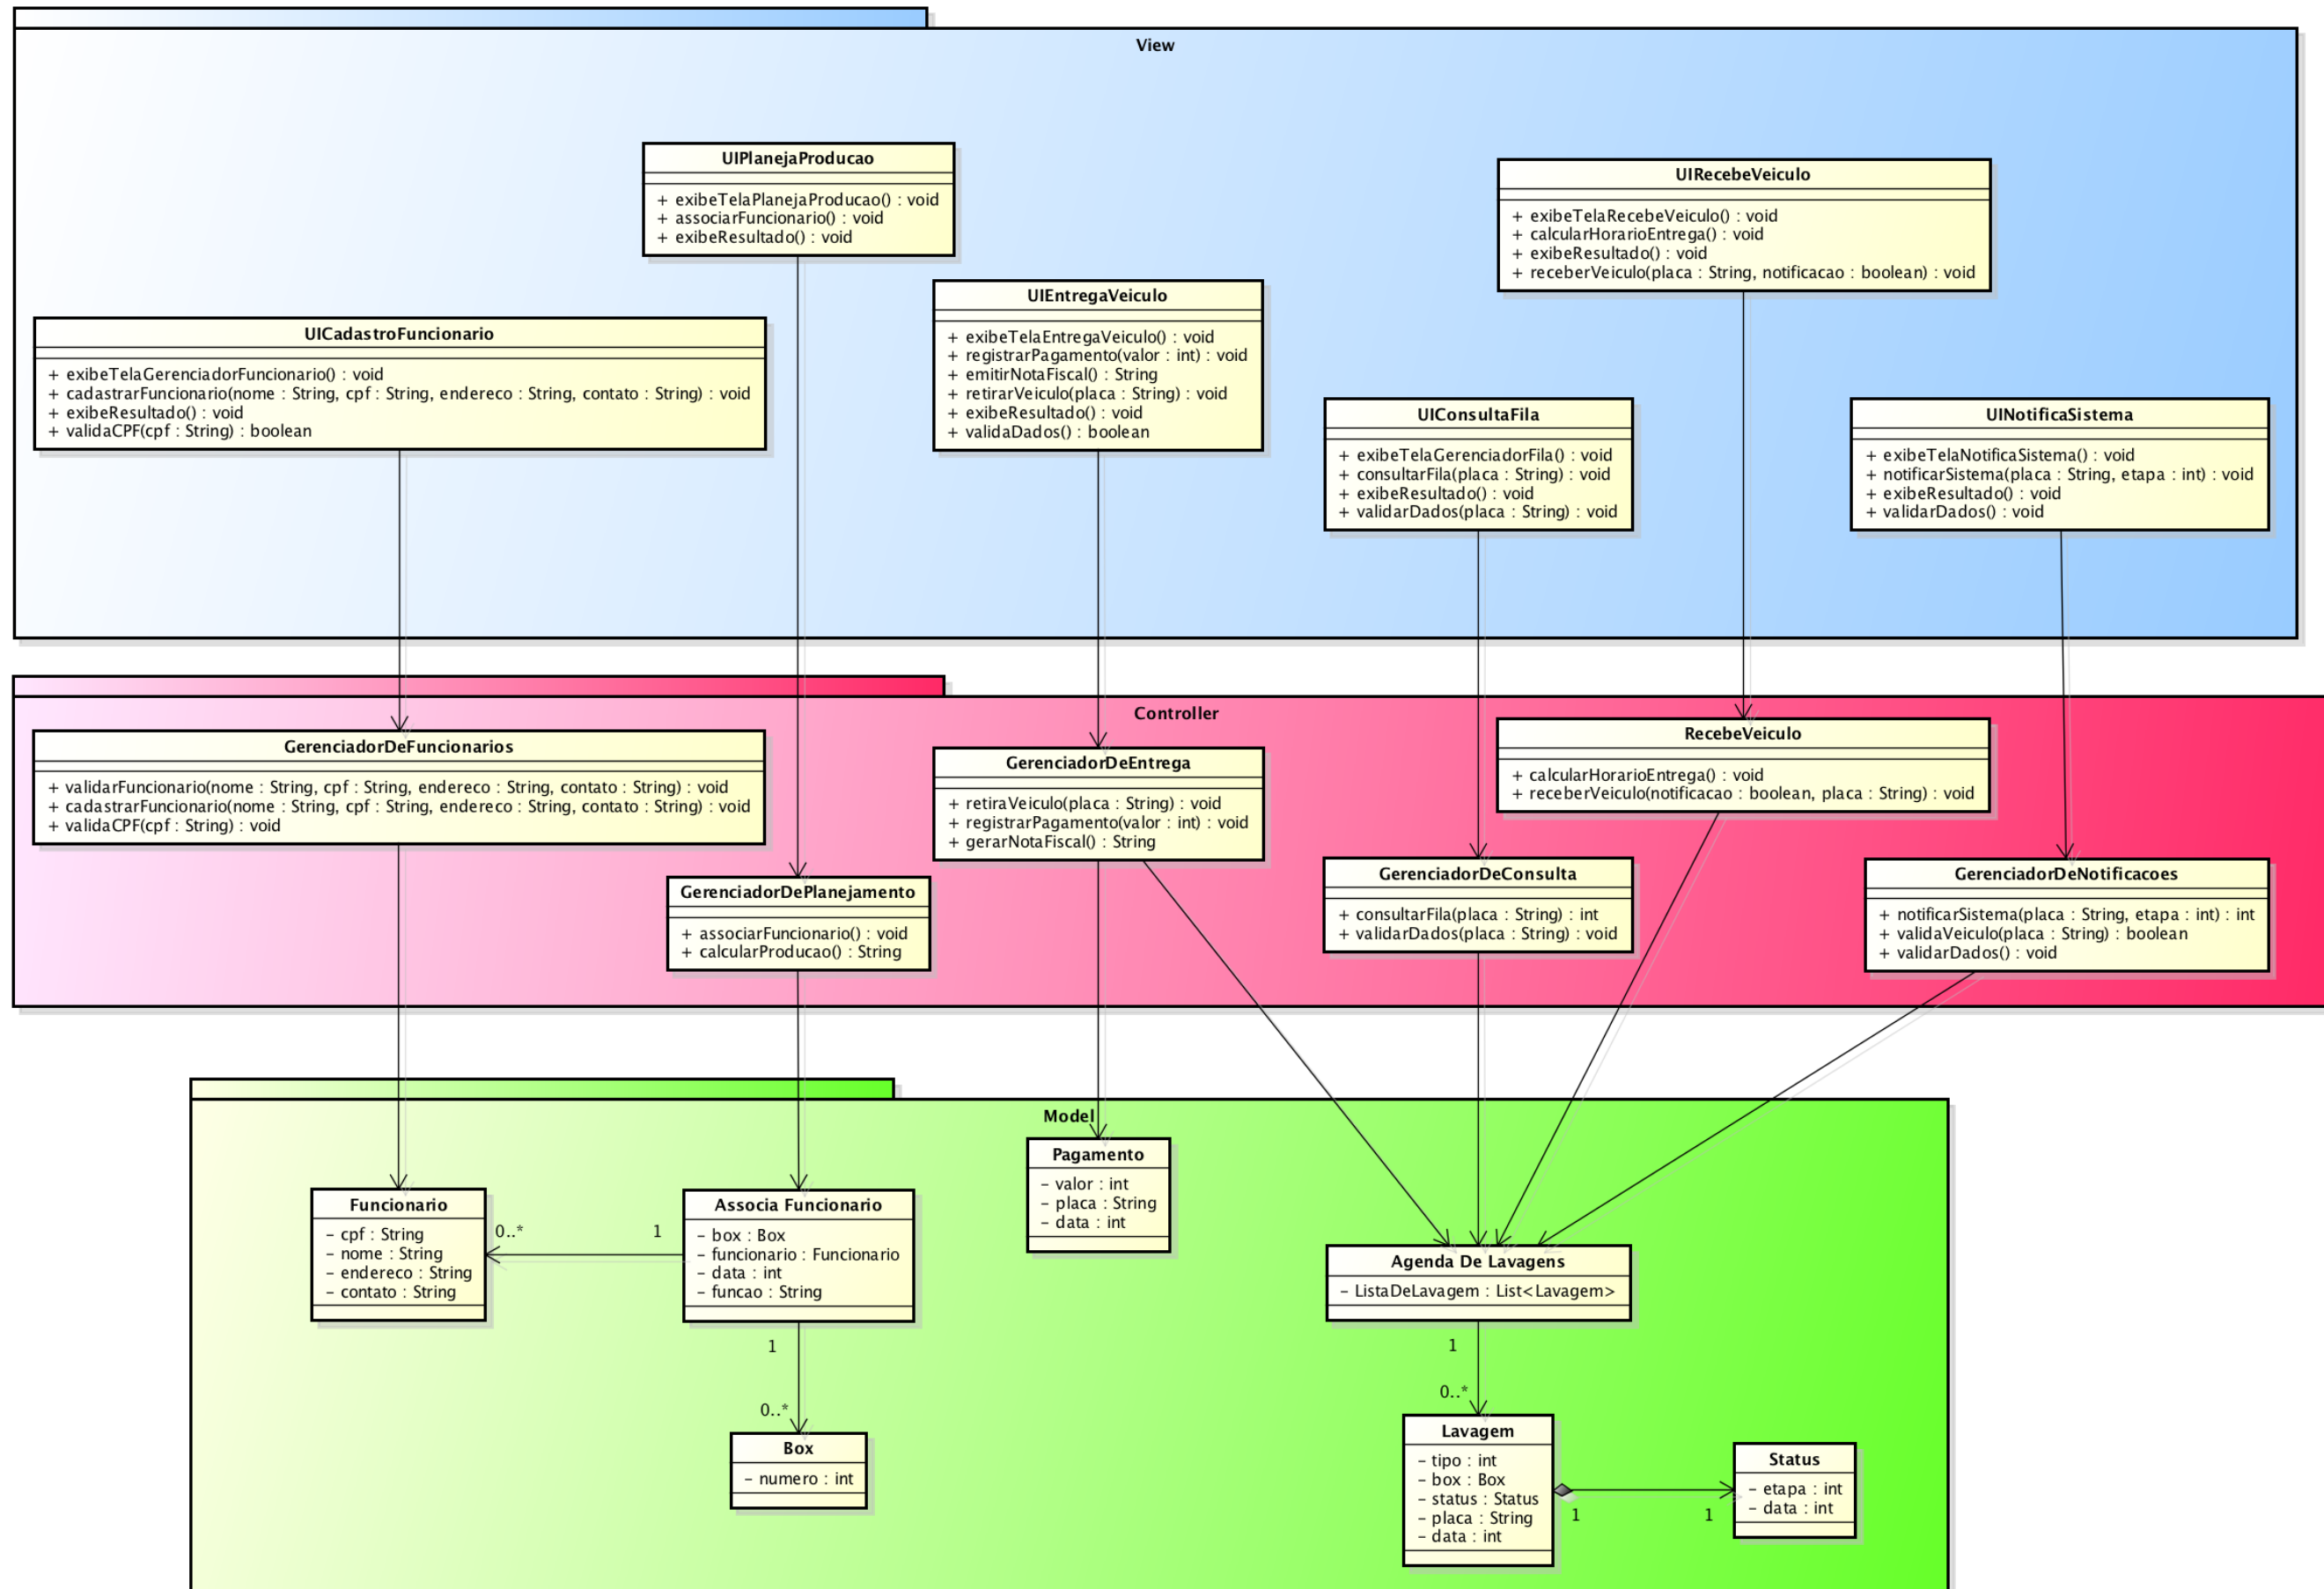 View
UIPlanejaProducao
+ exibeTelaPlanejaProducao() : void
+ associarFuncionario() : void
+ exibeResultado() : void
UIRecebeVeiculo
+ exibeTelaRecebeVeiculo() : void
+ calcularHorarioEntrega() : void
+ exibeResultado() : void
+ receberVeiculo(placa : String, notificacao : boolean) : void
UICadastroFuncionario
+ exibeTelaGerenciadorFuncionario() : void
+ cadastrarFuncionario(nome : String, cpf : String, endereco : String, contato : String) : void
+ exibeResultado() : void
+ validaCPF(cpf : String) : boolean
UIEntregaVeiculo
+ exibeTelaEntregaVeiculo() : void
+ registrarPagamento(valor : int) : void
+ emitirNotaFiscal() : String
+ retirarVeiculo(placa : String) : void
+ exibeResultado() : void
+ validaDados() : boolean
UIConsultaFila
+ exibeTelaGerenciadorFila() : void
+ consultarFila(placa : String) : void
+ exibeResultado() : void
+ validarDados(placa : String) : void
UINotificaSistema
+ exibeTelaNotificaSistema() : void
+ notificarSistema(placa : String, etapa : int) : void
+ exibeResultado() : void
+ validarDados() : void
Controller
GerenciadorDeFuncionarios
+ validarFuncionario(nome : String, cpf : String, endereco : String, contato : String) : void
+ cadastrarFuncionario(nome : String, cpf : String, endereco : String, contato : String) : void
+ validaCPF(cpf : String) : void
GerenciadorDePlanejamento
+ associarFuncionario() : void
+ calcularProducao() : String
GerenciadorDeEntrega
+ retiraVeiculo(placa : String) : void
+ registrarPagamento(valor : int) : void
+ gerarNotaFiscal() : String
RecebeVeiculo
+ calcularHorarioEntrega() : void
+ receberVeiculo(notificacao : boolean, placa : String) : void
GerenciadorDeConsulta
+ consultarFila(placa : String) : int
+ validarDados(placa : String) : void
GerenciadorDeNotificacoes
+ notificarSistema(placa : String, etapa : int) : int
+ validaVeiculo(placa : String) : boolean
+ validarDados() : void
Model
Funcionario
- cpf : String
- nome : String
- endereco : String
- contato : String
0..*
1
Associa Funcionario
- box : Box
- funcionario : Funcionario
- data : int
- funcao : String
1
0..*
Box
- numero : int
Pagamento
- valor : int
- placa : String
- data : int
Agenda De Lavagens
- ListaDeLavagem : List<Lavagem>
1
0..*
Lavagem
- tipo : int
- box : Box
- status : Status
- placa : String
- data : int
1
1
Status
- etapa : int
- data : int